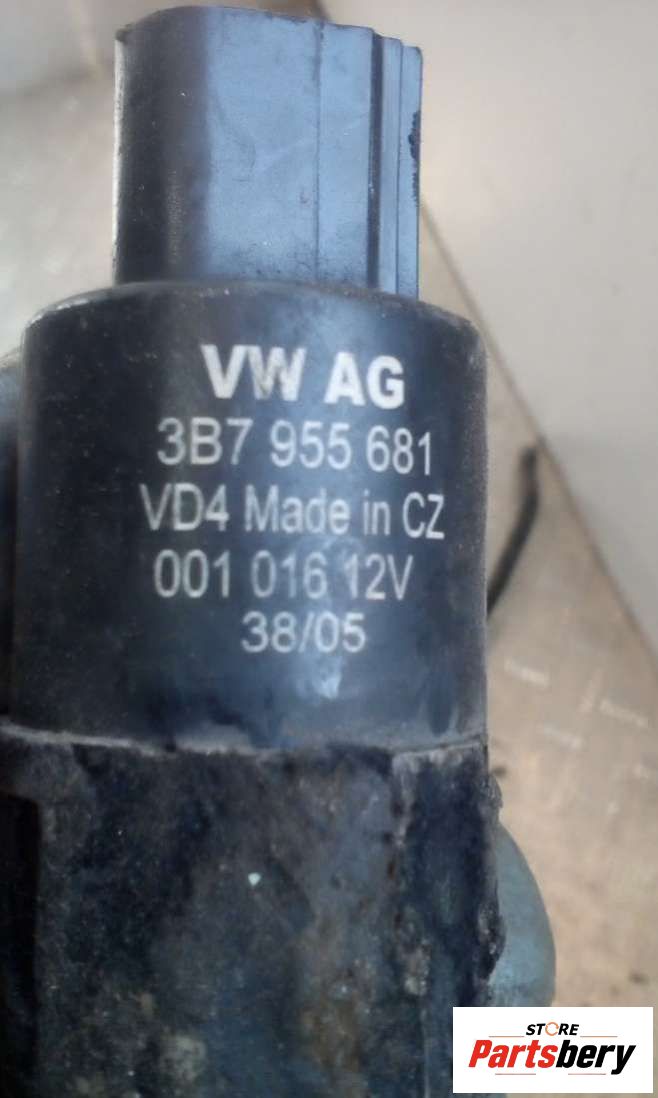 VW AG
3B7 955 681
VD4 Made in CZ
001 016 12V
38/05
STORE
Partsbery